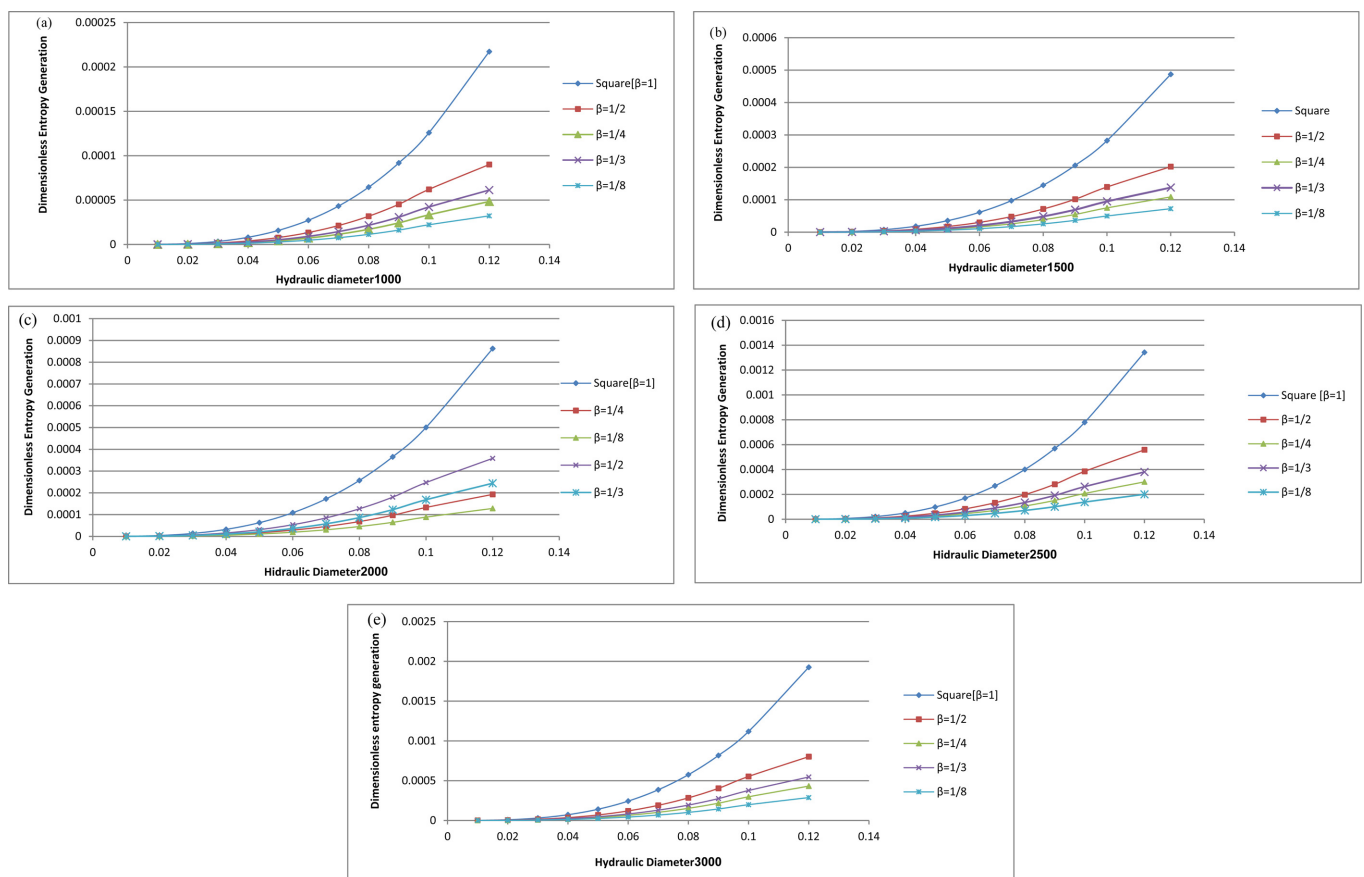 (a)
Dimensionless Entropy Generation
0.00025
0.0002
0.00015
0.0001
0.00005
0
0 0.02 0.04 0.06 0.08 0.1 0.12 0.14
Hydraulic diameter1000
Square[β=1]
β=1/2
β=1/4
β=1/3
β=1/8
(b)
Dimensionless Entropy Generation
0.0006
0.0005
0.0004
0.0003
0.0002
0.0001
0
0 0.02 0.04 0.06 0.08 0.1 0.12 0.14
Hydraulic diameter1500
Square
β=1/2
β=1/4
β=1/3
β=1/8
(c)
Dimensionless Entropy Generation
0.001
0.0009
0.0008
0.0007
0.0006
0.0005
0.0004
0.0003
0.0002
0.0001
0
0 0.02 0.04 0.06 0.08 0.1 0.12 0.14
Hidraulic Diameter2000
Square[β=1]
β=1/4
β=1/8
β=1/2
β=1/3
(d)
Dimensionless Entropy Generation
0.0016
0.0014
0.0012
0.001
0.0008
0.0006
0.0004
0.0002
0
0 0.02 0.04 0.06 0.08 0.1 0.12 0.14
Hidraulic Diameter2500
Square [β=1]
β=1/2
β=1/4
β=1/3
β=1/8
(e)
Dimensionless entropy generation
0.0025
0.002
0.0015
0.001
0.0005
0
0 0.02 0.04 0.06 0.08 0.1 0.12 0.14
Hydraulic Diameter3000
Square[β=1]
β=1/2
β=1/4
β=1/3
β=1/8